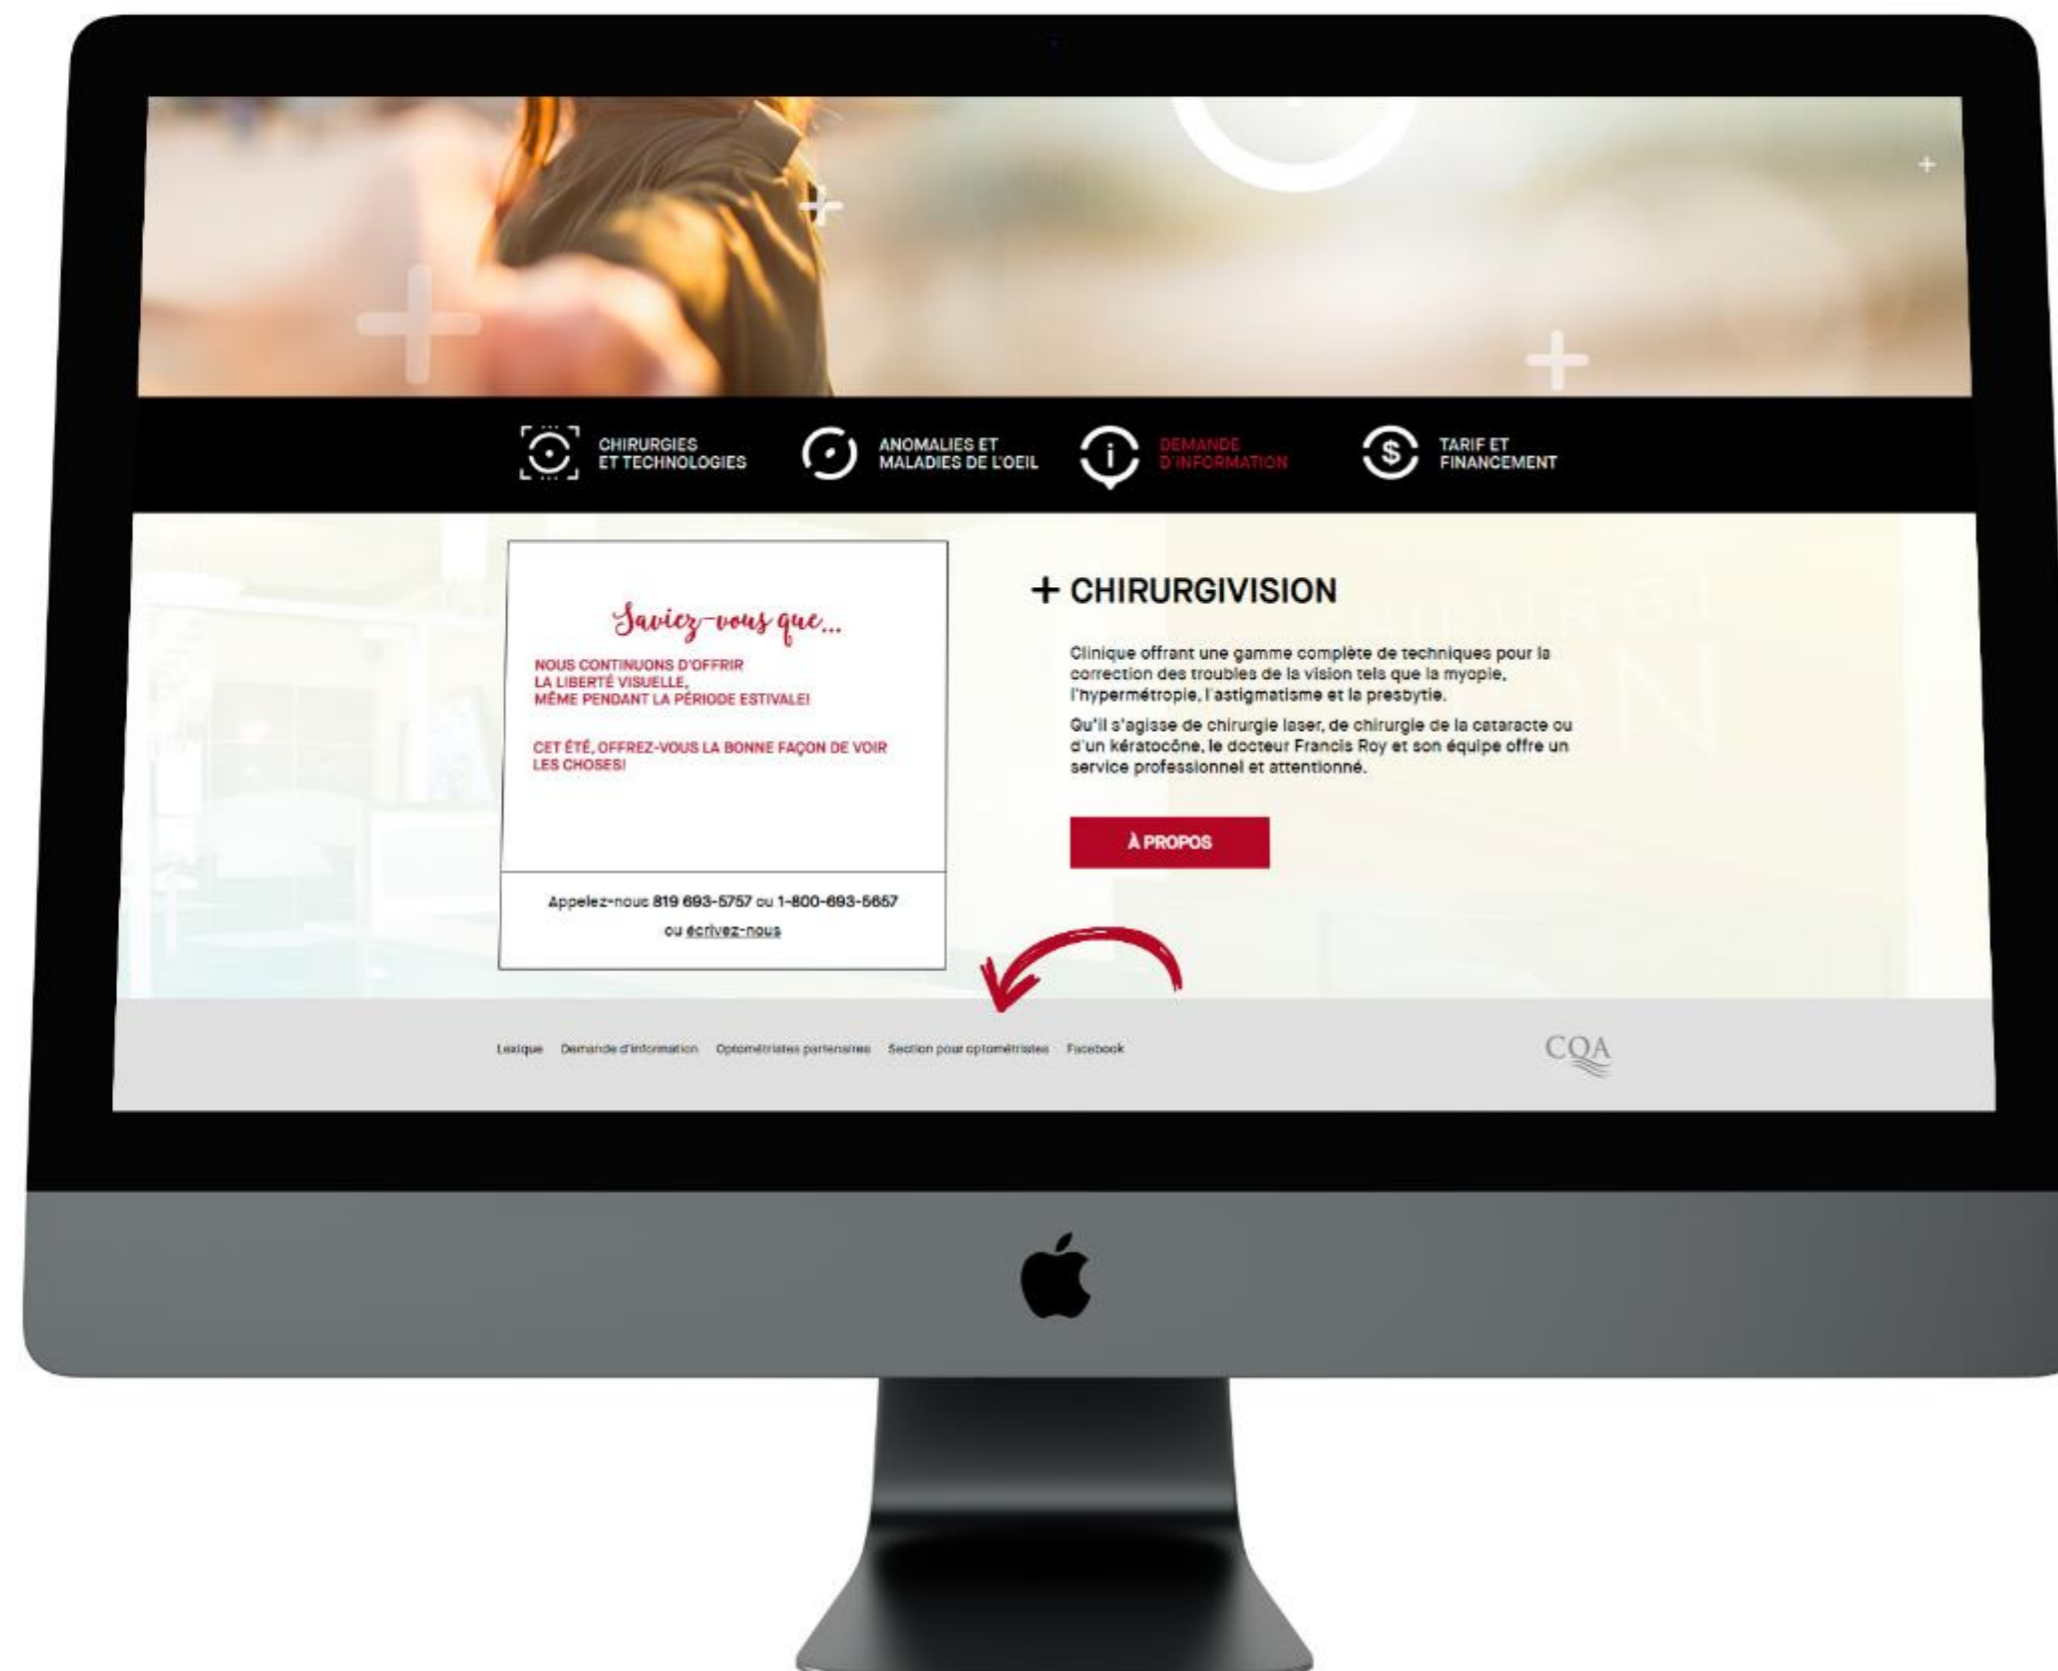 CHIRURGIES
ET TECHNOLOGIES
ANOMALIES ET
MALADIES DE L'OEIL
DEMANDE
D'INFORMATION
TARIF ET
FINANCEMENT
Saviez-vous que...
NOUS CONTINUONS D'OFFRIR
LA LIBERTÉ VISUELLE,
MÊME PENDANT LA PÉRIODE ESTIVALE!
CET ÉTÉ, OFFREZ-VOUS LA BONNE FAÇON DE VOIR
LES CHOSES!
Appelez-nous 819 693-5757 ou 1-800-693-5657
ou écrivez-nous
+ CHIRURGIVISION
Clinique offrant une gamme complète de techniques pour la
correction des troubles de la vision tels que la myopie,
l'hypermétropie, l'astigmatisme et la presbytie.
Qu'il s'agisse de chirurgie laser, de chirurgie de la cataracte ou
d'un kératocône, le docteur Francis Roy et son équipe offre un
service professionnel et attentionné.
À PROPOS
Lexique Demande d'information Optométristes partenaires Section pour optométristes Facebook
CQA